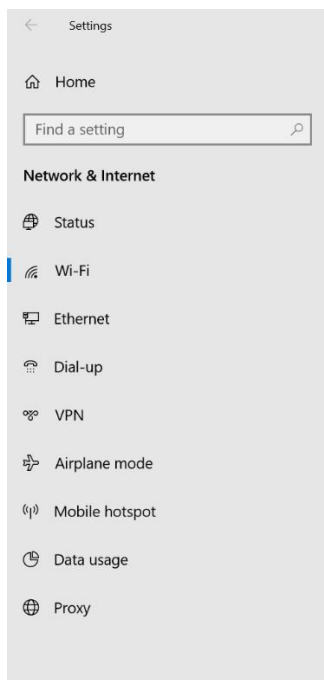 Settings
Home
Find a setting
Network & Internet
Status
Wi-Fi
Ethernet
Dial-up
VPN
Airplane mode
Mobile hotspot
Data usage
Proxy